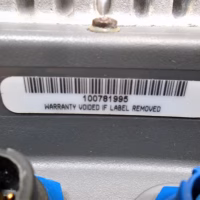 100781995
WARRANTY VOIDED IF LABEL REMOVED